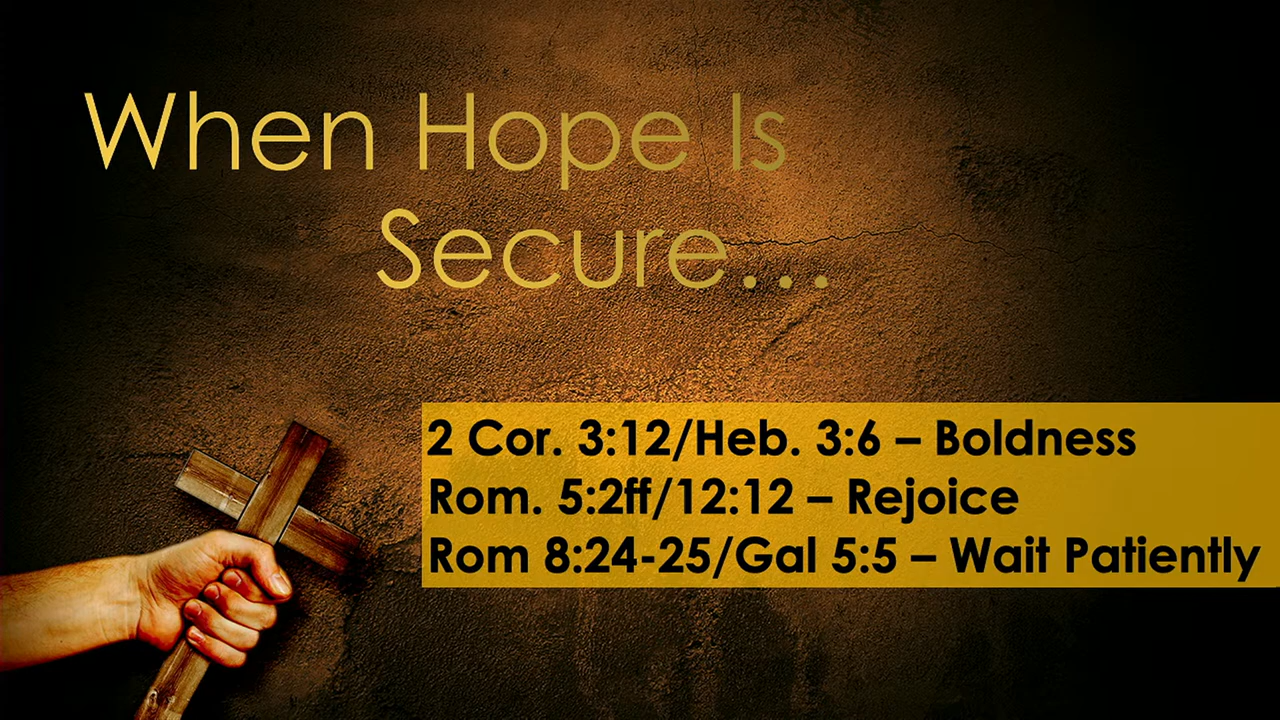 When Hope Is
Secure...
2 Cor. 3:12/Heb. 3:6 – Boldness
Rom. 5:2ff/12:12 – Rejoice
Rom 8:24-25/Gal 5:5 – Wait Patiently